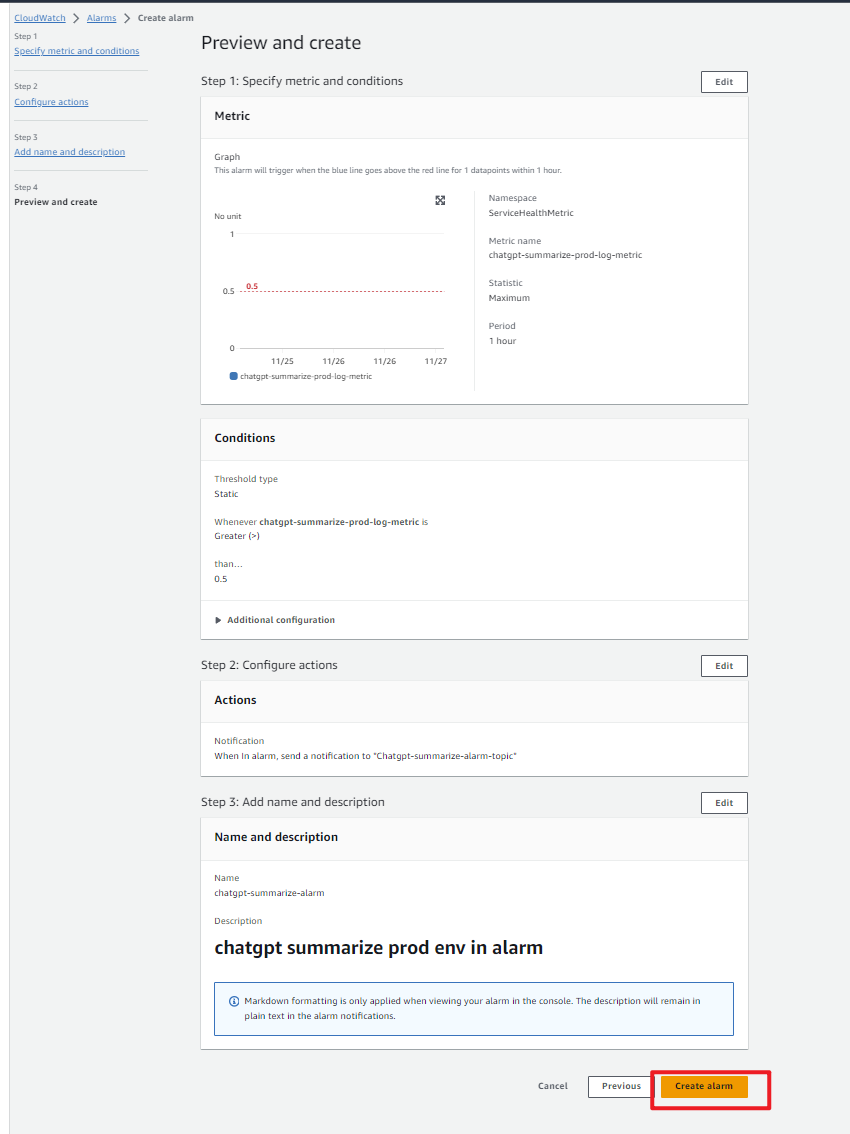 CloudWatch > Alarms > Create alarm
Step 1
Specify metric and conditions
Step 2
Configure actions
Step 3
Add name and description
Step 4
Preview and create
Preview and create
Step 1: Specify metric and conditions
Edit
Metric
Graph
This alarm will trigger when the blue line goes above the red line for 1 datapoints within 1 hour.
No unit
1
0.5
0.5
0
11/25 11/26 11/26 11/27
chatgpt-summarize-prod-log-metric
Namespace
ServiceHealthMetric
Metric name
chatgpt-summarize-prod-log-metric
Statistic
Maximum
Period
1 hour
Conditions
Threshold type
Static
Whenever chatgpt-summarize-prod-log-metric is
Greater (>)
than...
0.5
Additional configuration
Step 2: Configure actions
Edit
Actions
Notification
When In alarm, send a notification to "Chatgpt-summarize-alarm-topic"
Step 3: Add name and description
Edit
Name and description
Name
chatgpt-summarize-alarm
Description
chatgpt summarize prod env in alarm
Markdown formatting is only applied when viewing your alarm in the console. The description will remain in
plain text in the alarm notifications.
Cancel
Previous
Create alarm